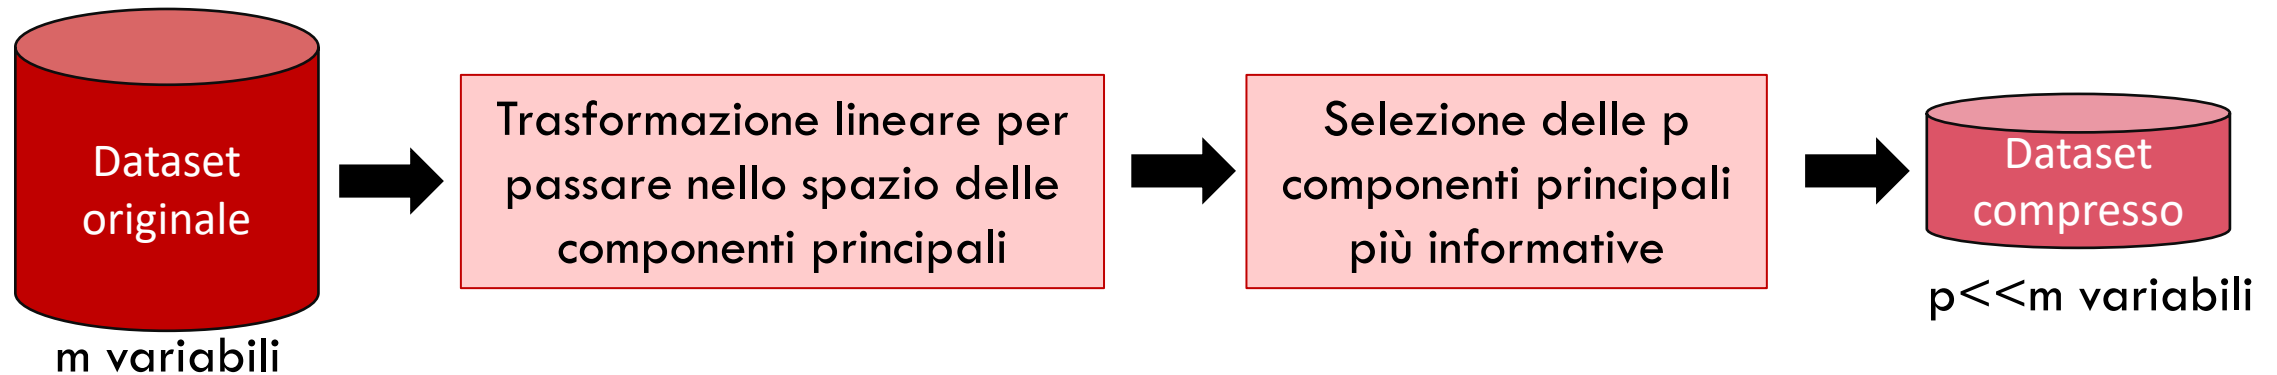 Dataset
originale
m variabili
Trasformazione lineare per
passare nello spazio delle
componenti principali
Selezione delle p
componenti principali
più informative
Dataset
compresso
p<<m variabili